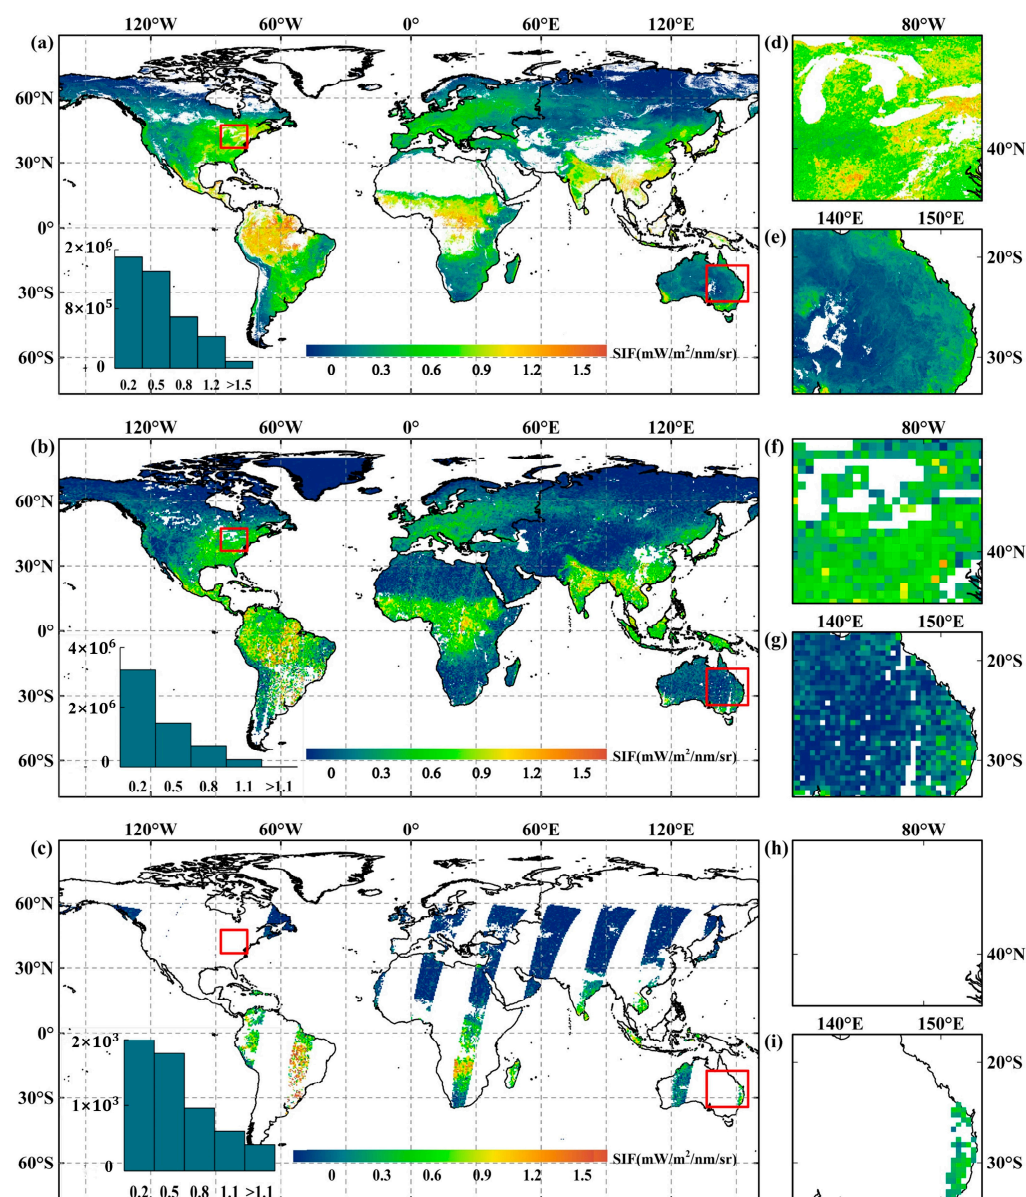 120°W 60°W 0° 60°E 120°E 80°W
(a) (d)
60°N
30°N 40°N
0° 140°E 150°E
2×10⁶ (e) 20°S
30°S
8×10⁵
60°S 0 SIF(mW/m²/nm/sr) 30°S
0.2 0.5 0.8 1.2 >1.5 0 0.3 0.6 0.9 1.2 1.5
120°W 60°W 0° 60°E 120°E 80°W
(b) (f)
60°N
30°N 40°N
0° 140°E 150°E
4×10⁶ (g) 20°S
30°S
2×10⁶
60°S 0 SIF(mW/m²/nm/sr) 30°S
0.2 0.5 0.8 1.1 >1.1 0 0.3 0.6 0.9 1.2 1.5
120°W 60°W 0° 60°E 120°E 80°W
(c) (h)
60°N
30°N 40°N
0° 140°E 150°E
2×10³ (i) 20°S
30°S 1×10³
60°S 0 SIF(mW/m²/nm/sr) 30°S
0.2 0.5 0.8 1.1 >1.1 0 0.3 0.6 0.9 1.2 1.5